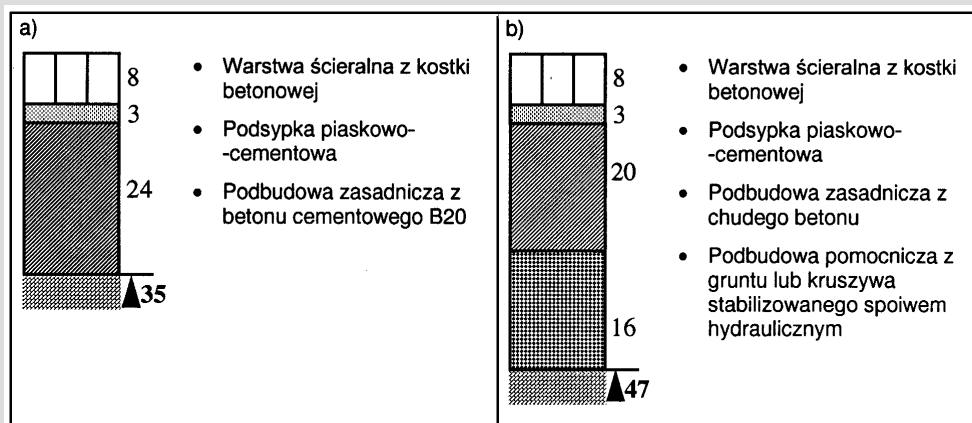 a)
8
3
24
35
• Warstwa ścieralna z kostki
betonowej
• Podsypka piaskowo-
-cementowa
• Podbudowa zasadnicza z
betonu cementowego B20
b)
8
3
20
16
47
• Warstwa ścieralna z kostki
betonowej
• Podsypka piaskowo-
-cementowa
• Podbudowa zasadnicza z
chudego betonu
• Podbudowa pomocnicza z
gruntu lub kruszywa
stabilizowanego spoiwem
hydraulicznym